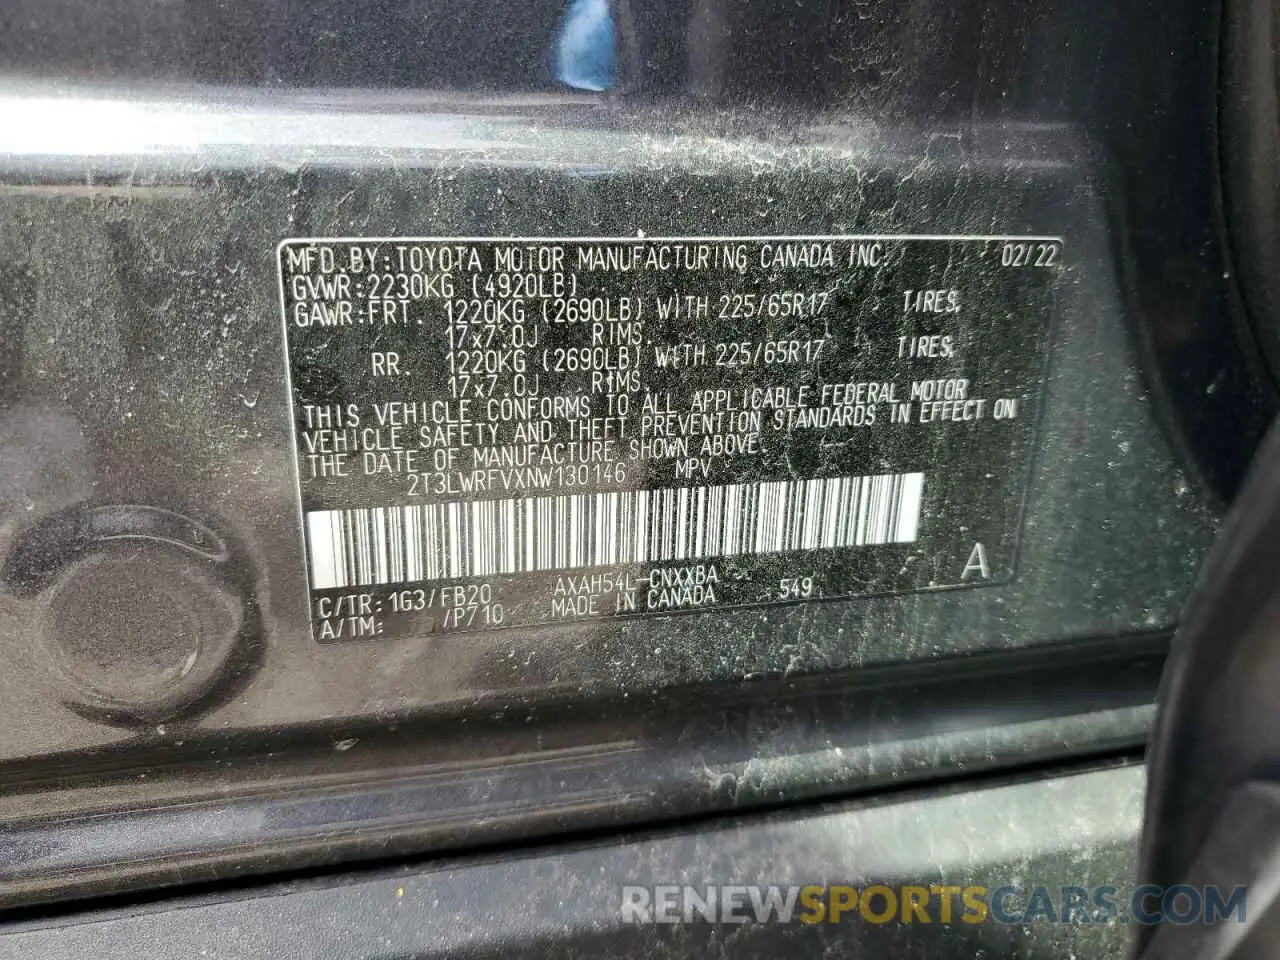 MFD.BY:TOYOTA MOTOR MANUFACTURING CANADA INC. 02/22
GVWR:2230KG (4920LB)
GAWR:FRT. 1220KG (2690LB) WITH 225/65R17 TIRES,
17x7.0J RIMS.
RR. 1220KG (2690LB) WITH 225/65R17 TIRES,
17x7.0J RIMS.
THIS VEHICLE CONFORMS TO ALL APPLICABLE FEDERAL MOTOR
VEHICLE SAFETY AND THEFT PREVENTION STANDARDS IN EFFECT ON
THE DATE OF MANUFACTURE SHOWN ABOVE.
2T3LWRFVXNW130146 MPV
C/TR:1G3/FB20 AXAH54L-CNXXBA 549 A
A/TM: /P710 MADE IN CANADA
RENEWSPORTSCARS.COM